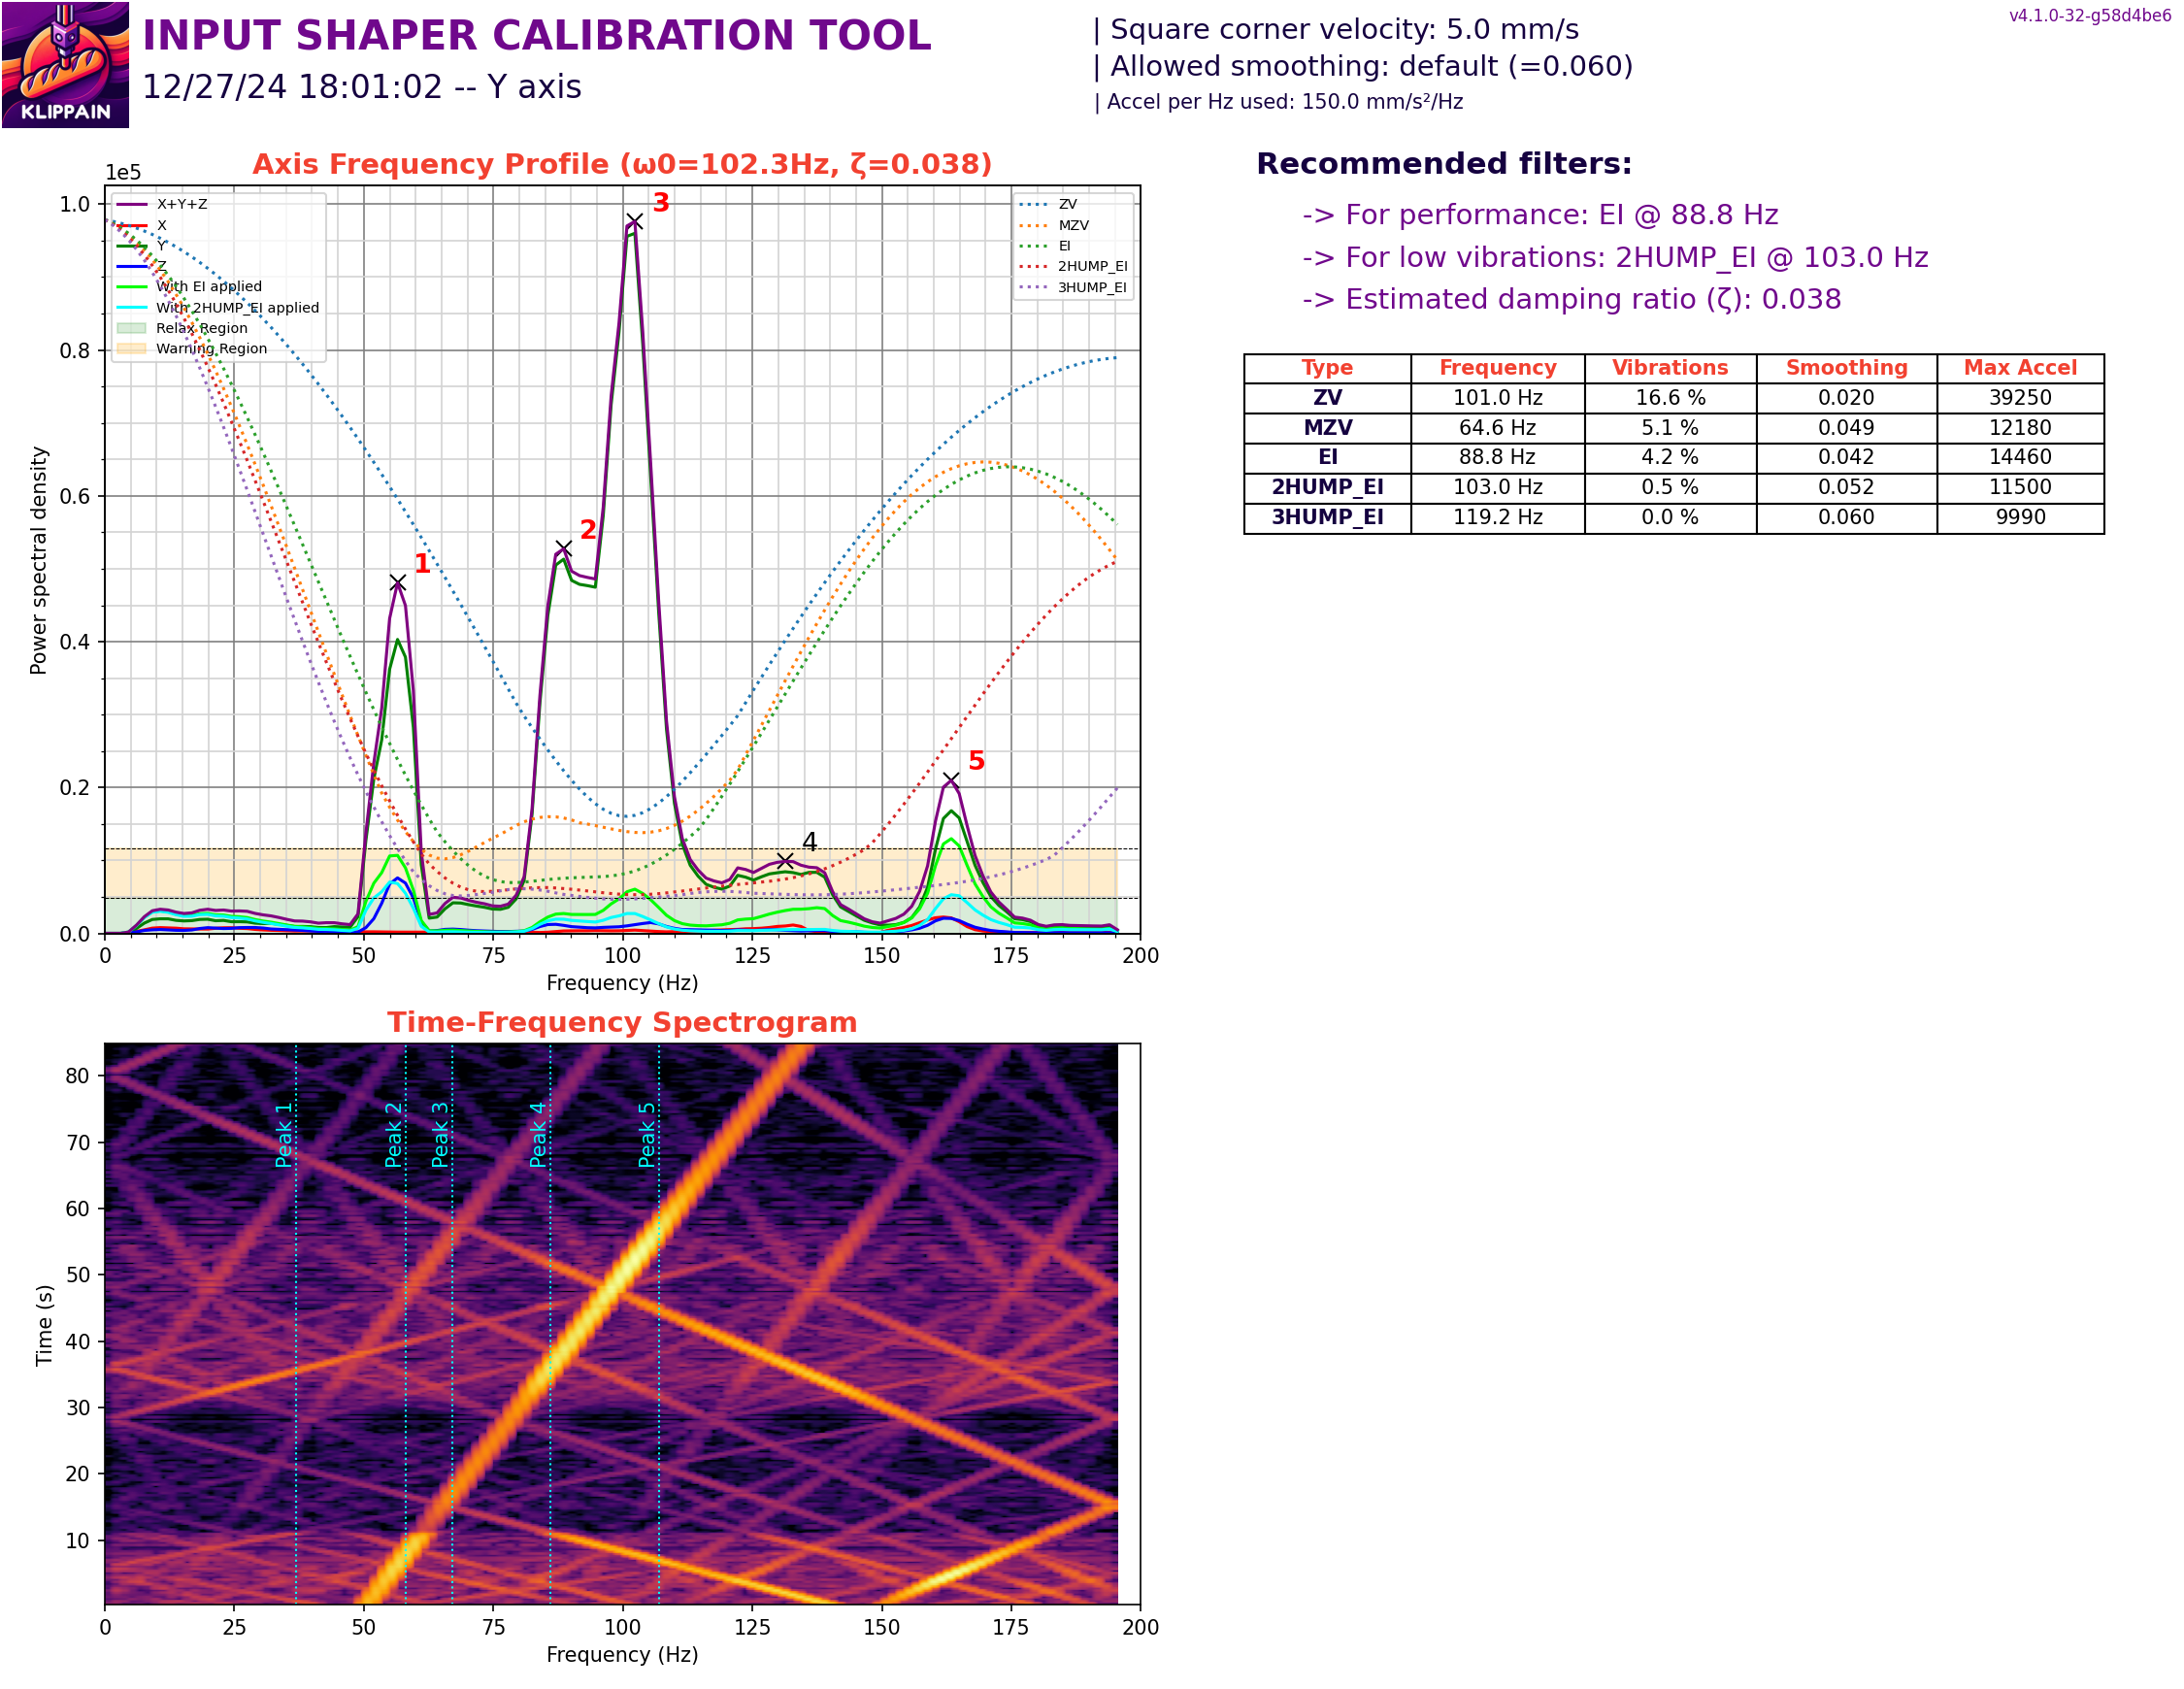 KLIPPAIN
INPUT SHAPER CALIBRATION TOOL
12/27/24 18:01:02 -- Y axis
| Square corner velocity: 5.0 mm/s
| Allowed smoothing: default (=0.060)
| Accel per Hz used: 150.0 mm/s²/Hz
v4.1.0-32-g58d4be6
Axis Frequency Profile (ω0=102.3Hz, ζ=0.038)
1e5
X+Y+Z
X
Y
Z
With EI applied
With 2HUMP_EI applied
Relax Region
Warning Region
ZV
MZV
EI
2HUMP_EI
3HUMP_EI
1
2
3
4
5
1.0
0.8
0.6
0.4
0.2
0.0
Power spectral density
0 25 50 75 100 125 150 175 200
Frequency (Hz)
Recommended filters:
-> For performance: EI @ 88.8 Hz
-> For low vibrations: 2HUMP_EI @ 103.0 Hz
-> Estimated damping ratio (ζ): 0.038
Type Frequency Vibrations Smoothing Max Accel
ZV 101.0 Hz 16.6 % 0.020 39250
MZV 64.6 Hz 5.1 % 0.049 12180
EI 88.8 Hz 4.2 % 0.042 14460
2HUMP_EI 103.0 Hz 0.5 % 0.052 11500
3HUMP_EI 119.2 Hz 0.0 % 0.060 9990
Time-Frequency Spectrogram
Peak 1
Peak 2
Peak 3
Peak 4
Peak 5
80
70
60
50
40
30
20
10
Time (s)
0 25 50 75 100 125 150 175 200
Frequency (Hz)